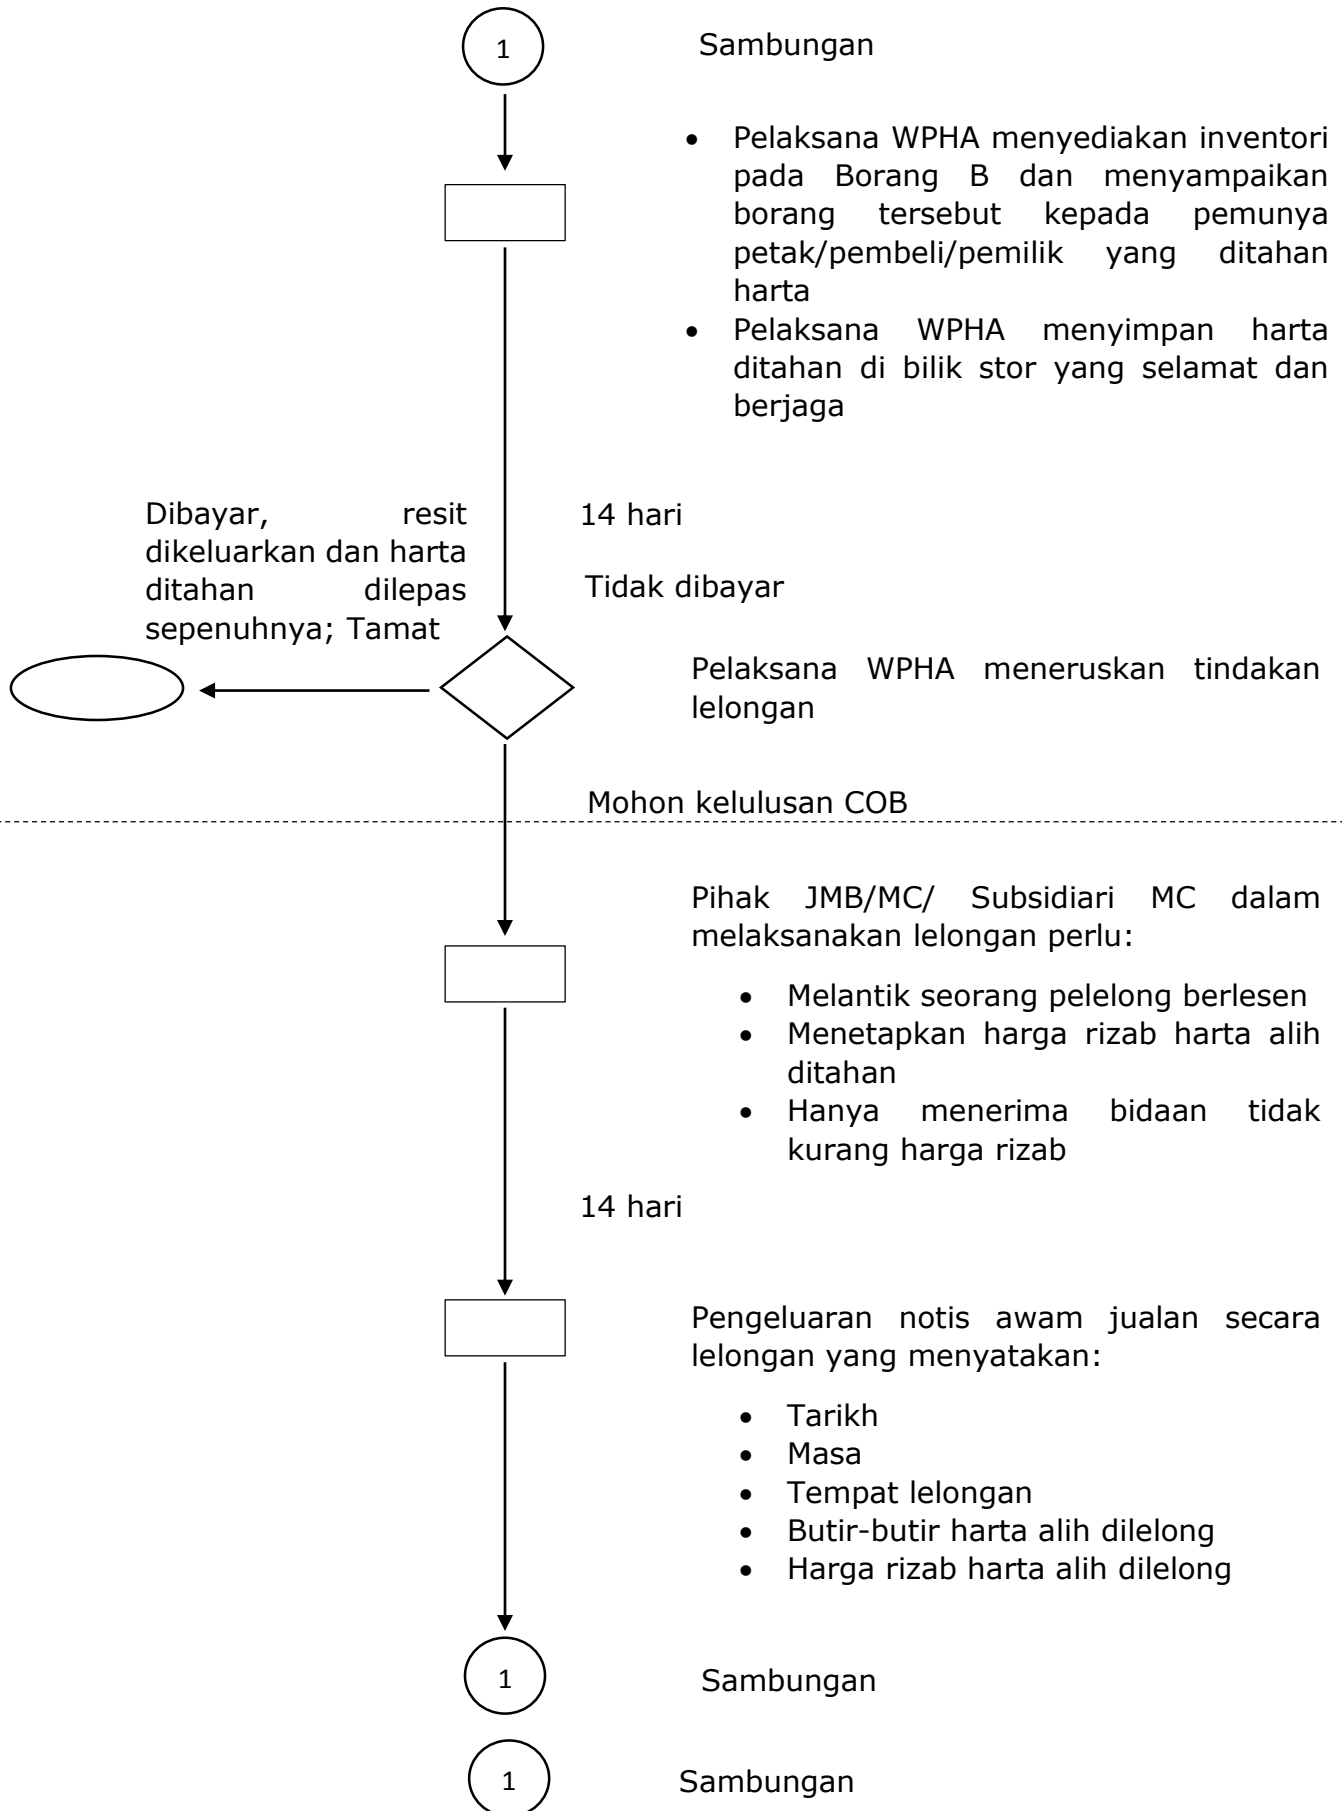 1
Sambungan
• Pelaksana WPHA menyediakan inventori
pada Borang B dan menyampaikan
borang tersebut kepada pemunya
petak/pembeli/pemilik yang ditahan
harta
• Pelaksana WPHA menyimpan harta
ditahan di bilik stor yang selamat dan
berjaga
Dibayar, resit
dikeluarkan dan harta
ditahan dilepas
sepenuhnya; Tamat
14 hari
Tidak dibayar
Pelaksana WPHA meneruskan tindakan
lelongan
Mohon kelulusan COB
Pihak JMB/MC/ Subsidiari MC dalam
melaksanakan lelongan perlu:
• Melantik seorang pelelong berlesen
• Menetapkan harga rizab harta alih
ditahan
• Hanya menerima bidaan tidak
kurang harga rizab
14 hari
Pengeluaran notis awam jualan secara
lelongan yang menyatakan:
• Tarikh
• Masa
• Tempat lelongan
• Butir-butir harta alih dilelong
• Harga rizab harta alih dilelong
1
Sambungan
1
Sambungan